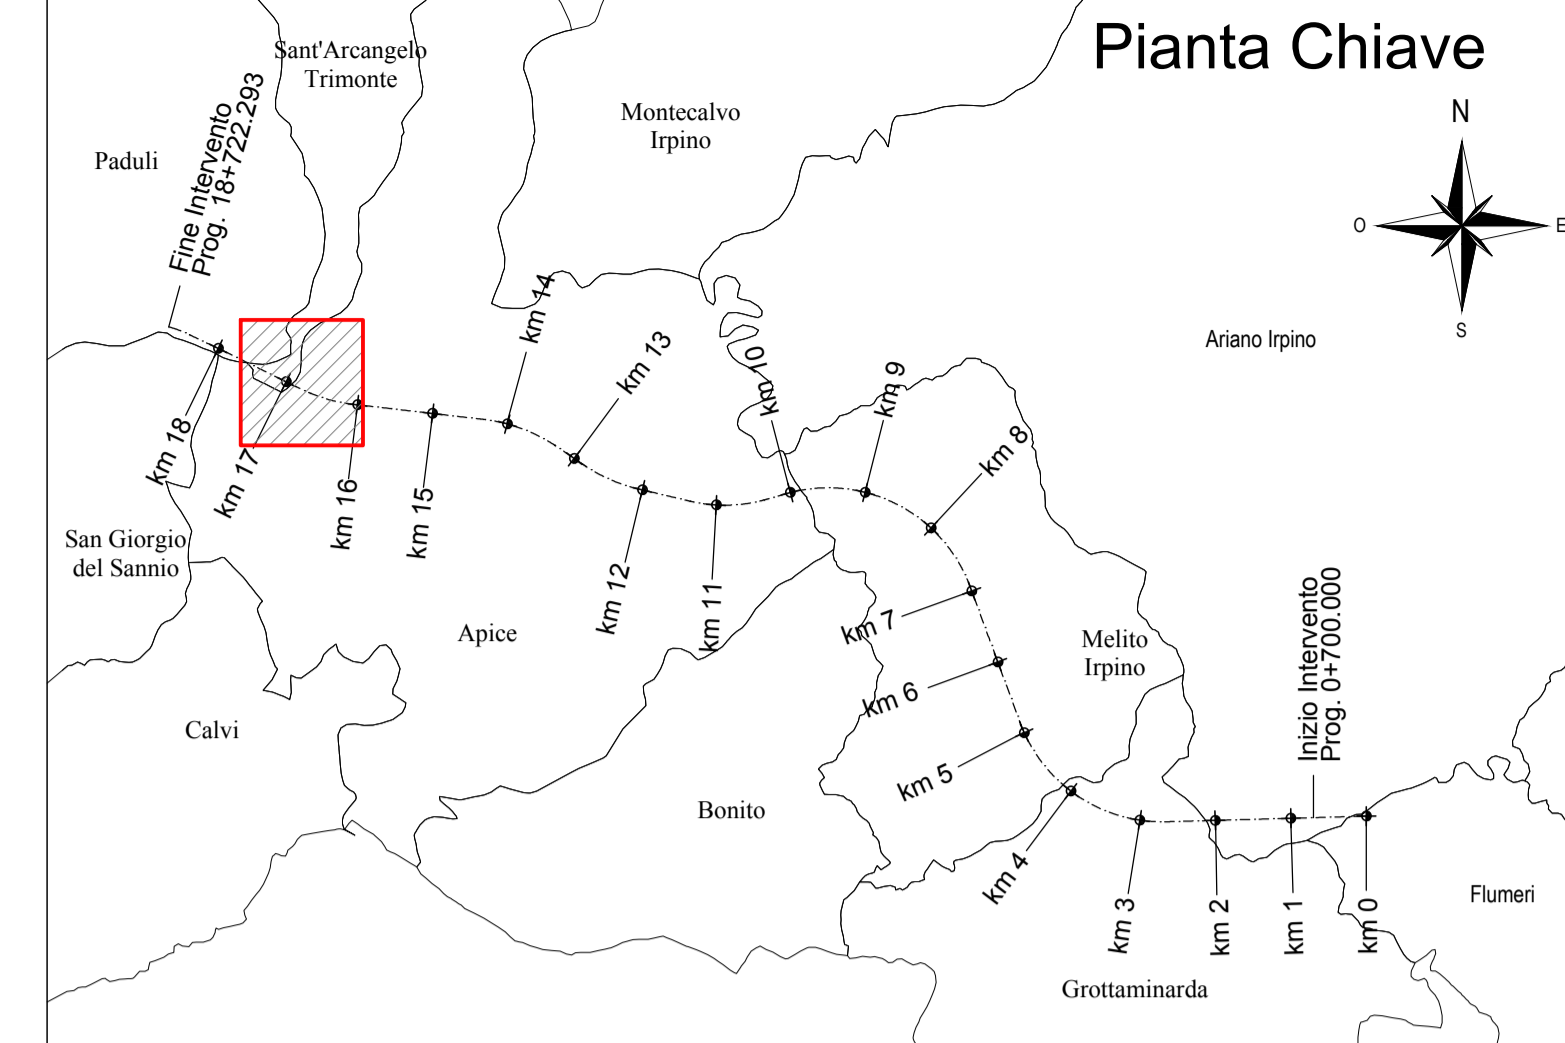 Pianta Chiave
N
O
E
S
Sant'Arcangelo
Trimonte
Montecalvo
Irpino
Paduli
Fine Intervento
Prog. 18+722.293
Ariano Irpino
km 14
km 13
km 10
km 9
km 8
km 18
km 17
km 16
km 15
km 12
km 11
San Giorgio
del Sannio
Apice
km 7
km 6
km 5
Melito
Irpino
Inizio Intervento
Prog. 0+700.000
Calvi
Bonito
km 4
km 3
km 2
km 1
km 0
Flumeri
Grottaminarda